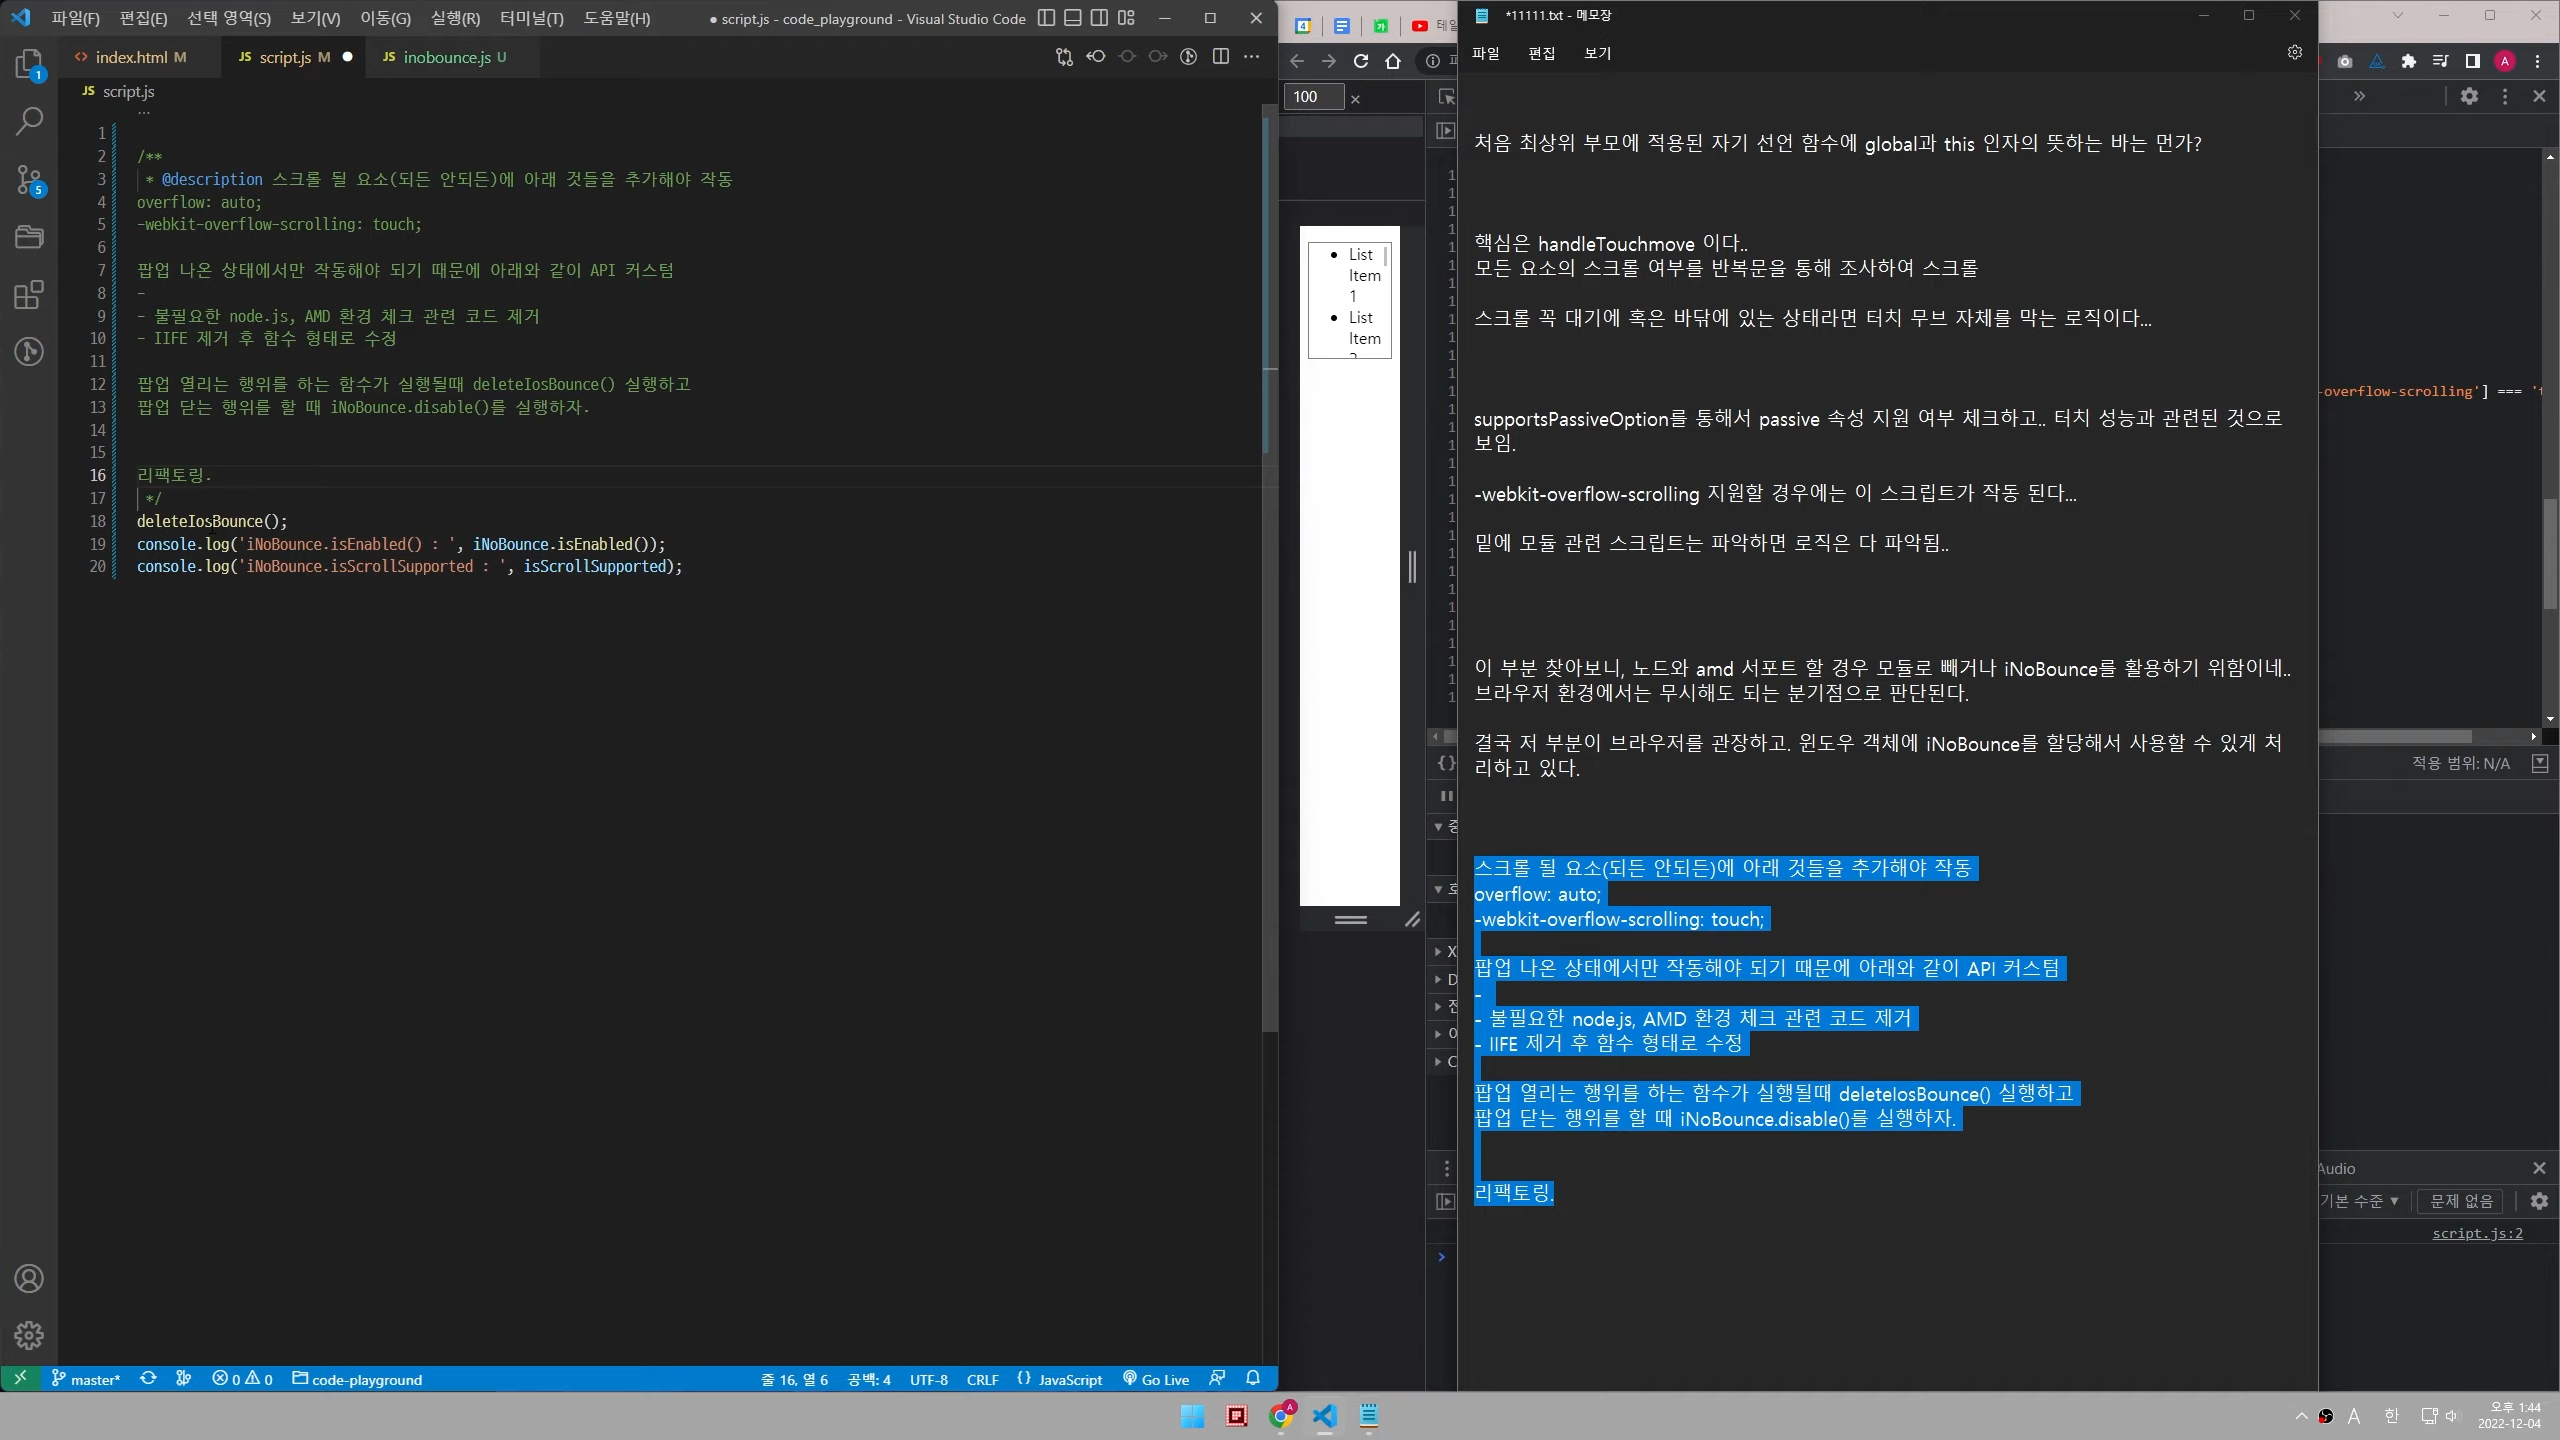 파일(F) 편집(E) 선택 영역(S) 보기(V) 이동(G) 실행(R) 터미널(T) 도움말(H) ● script.js - code_playground - Visual Studio Code
index.html M JS script.js M JS inobounce.js U
JS script.js
...
1
2 /**
3 * @description 스크롤 될 요소(되든 안되든)에 아래 것들을 추가해야 작동
4 overflow: auto;
5 -webkit-overflow-scrolling: touch;
6
7 팝업 나온 상태에서만 작동해야 되기 때문에 아래와 같이 API 커스텀
8 -
9 - 불필요한 node.js, AMD 환경 체크 관련 코드 제거
10 - IIFE 제거 후 함수 형태로 수정
11
12 팝업 열리는 행위를 하는 함수가 실행될때 deleteIosBounce() 실행하고
13 팝업 닫는 행위를 할 때 iNoBounce.disable()를 실행하자.
14
15
16 리팩토링.
17 */
18 deleteIosBounce();
19 console.log('iNoBounce.isEnabled() : ', iNoBounce.isEnabled());
20 console.log('iNoBounce.isScrollSupported : ', isScrollSupported);
1
5
master* 0 0 code-playground 줄 16, 열 6 공백: 4 UTF-8 CRLF JavaScript Go Live
100
List
Item
1
List
Item
*11111.txt - 메모장
파일 편집 보기
처음 최상위 부모에 적용된 자기 선언 함수에 global과 this 인자의 뜻하는 바는 먼가?
핵심은 handleTouchmove 이다..
모든 요소의 스크롤 여부를 반복문을 통해 조사하여 스크롤
스크롤 꼭 대기에 혹은 바닦에 있는 상태라면 터치 무브 자체를 막는 로직이다...
supportsPassiveOption를 통해서 passive 속성 지원 여부 체크하고.. 터치 성능과 관련된 것으로
보임.
-webkit-overflow-scrolling 지원할 경우에는 이 스크립트가 작동 된다...
밑에 모듈 관련 스크립트는 파악하면 로직은 다 파악됨..
이 부분 찾아보니, 노드와 amd 서포트 할 경우 모듈로 빼거나 iNoBounce를 활용하기 위함이네..
브라우저 환경에서는 무시해도 되는 분기점으로 판단된다.
결국 저 부분이 브라우저를 관장하고. 윈도우 객체에 iNoBounce를 할당해서 사용할 수 있게 처
리하고 있다.
스크롤 될 요소(되든 안되든)에 아래 것들을 추가해야 작동
overflow: auto;
-webkit-overflow-scrolling: touch;
팝업 나온 상태에서만 작동해야 되기 때문에 아래와 같이 API 커스텀
-
- 불필요한 node.js, AMD 환경 체크 관련 코드 제거
- IIFE 제거 후 함수 형태로 수정
팝업 열리는 행위를 하는 함수가 실행될때 deleteIosBounce() 실행하고
팝업 닫는 행위를 할 때 iNoBounce.disable()를 실행하자.
리팩토링.
A
-overflow-scrolling'] === '
적용 범위: N/A
Audio
기본 수준 ▼ 문제 없음
script.js:2
A 한 오후 1:44
2022-12-04